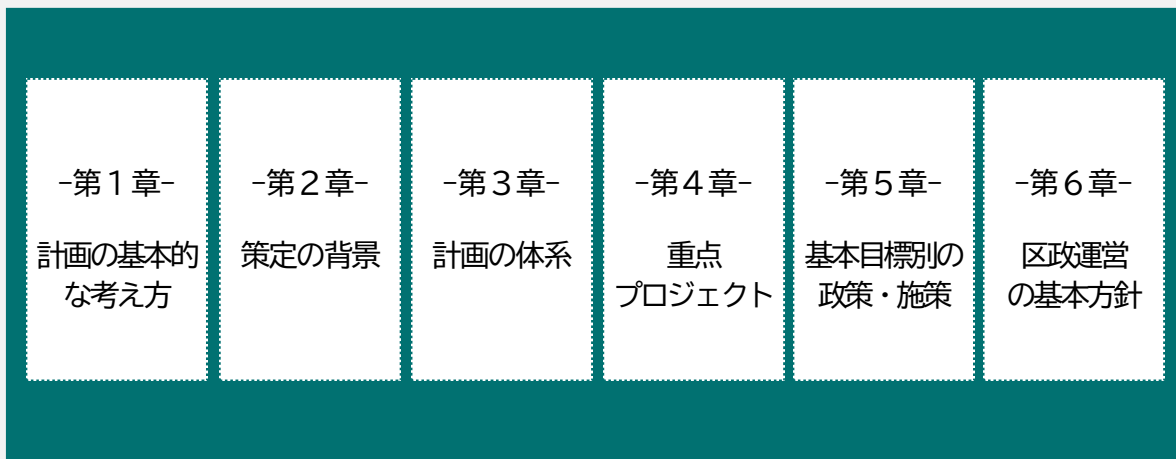 -第１章-
計画の基本的
な考え方
-第２章-
策定の背景
-第３章-
計画の体系
-第４章-
重点
プロジェクト
-第５章-
基本目標別の
政策・施策
-第６章-
区政運営
の基本方針